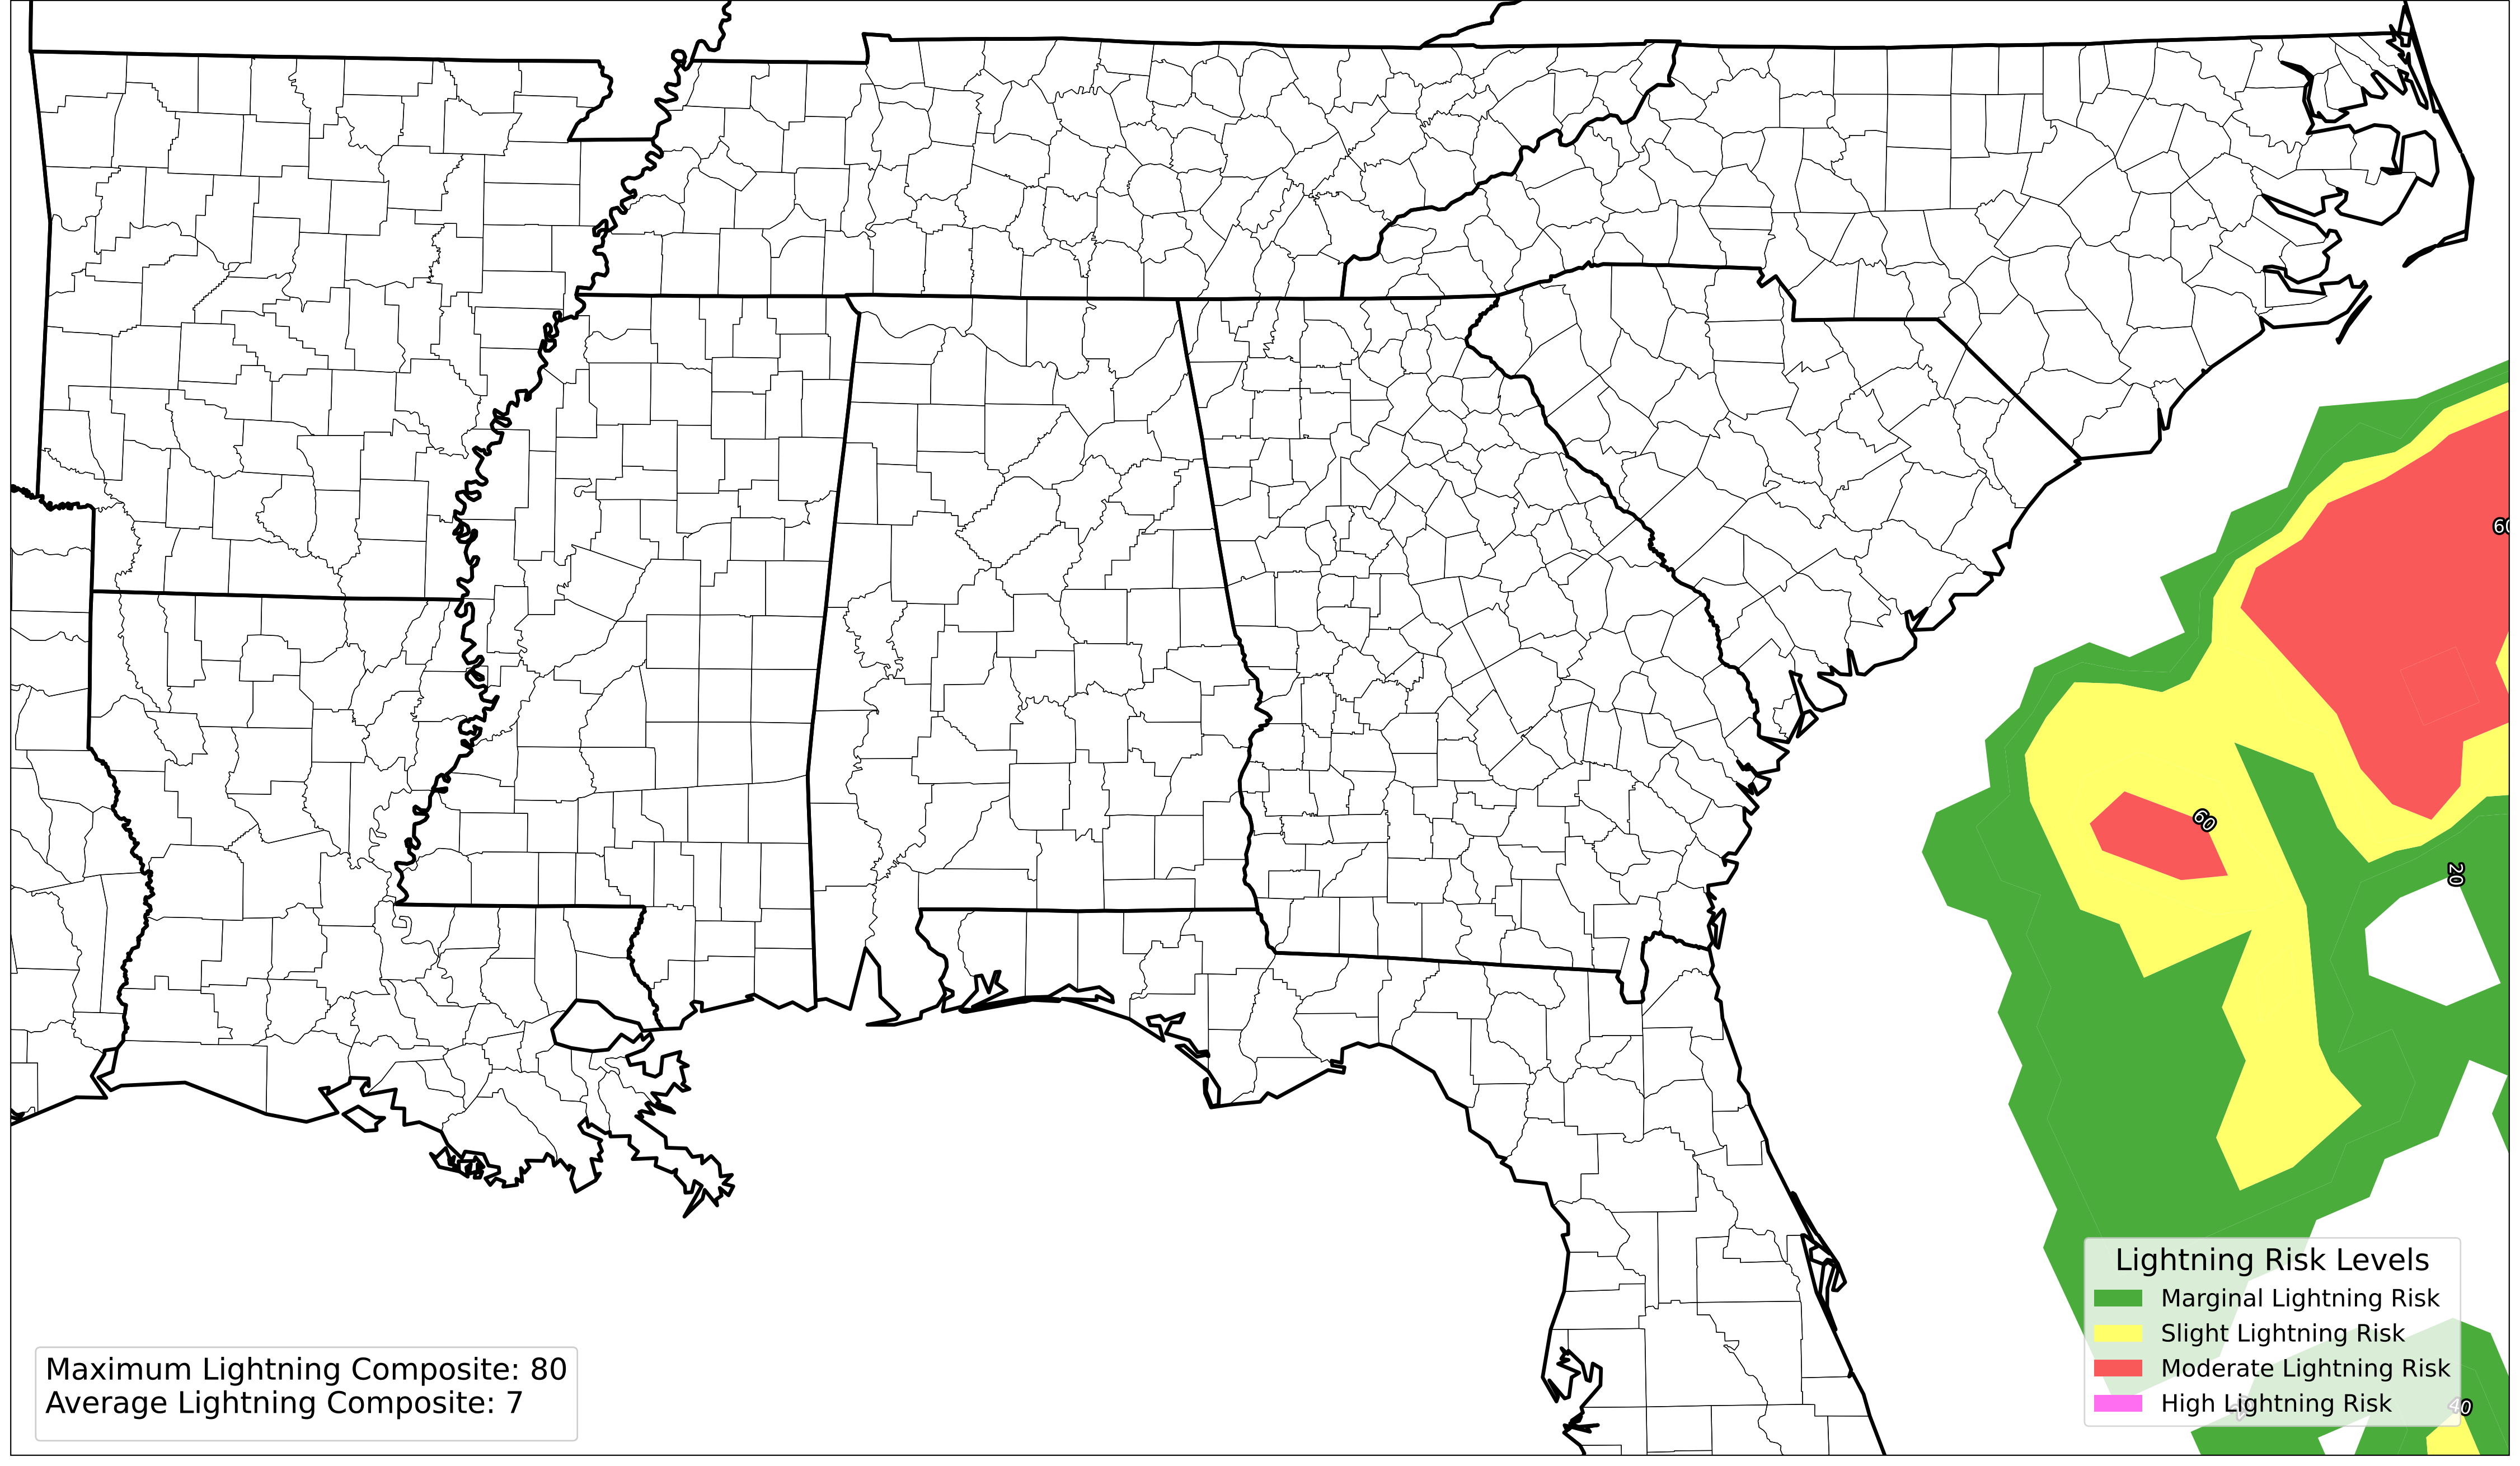 60
60
20
Lightning Risk Levels
Marginal Lightning Risk
Slight Lightning Risk
Moderate Lightning Risk
High Lightning Risk
40
Maximum Lightning Composite: 80
Average Lightning Composite: 7